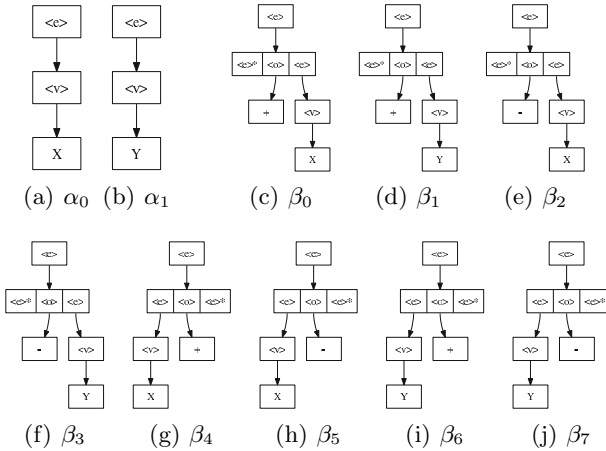 <e> <e> <e> <e> <e>
<v> <v> <e>* <o> <e> <e>* <o> <e> <e>* <o> <e>
+ <v> + <v> - <v>
X Y X Y X
(a) α₀ (b) α₁ (c) β₀ (d) β₁ (e) β₂
<e> <e> <e> <e> <e>
<e>* <o> <e> <e> <o> <e>* <e> <o> <e>* <e> <o> <e>* <e> <o> <e>*
- <v> <v> + <v> - <v> + <v> -
Y X X Y Y
(f) β₃ (g) β₄ (h) β₅ (i) β₆ (j) β₇